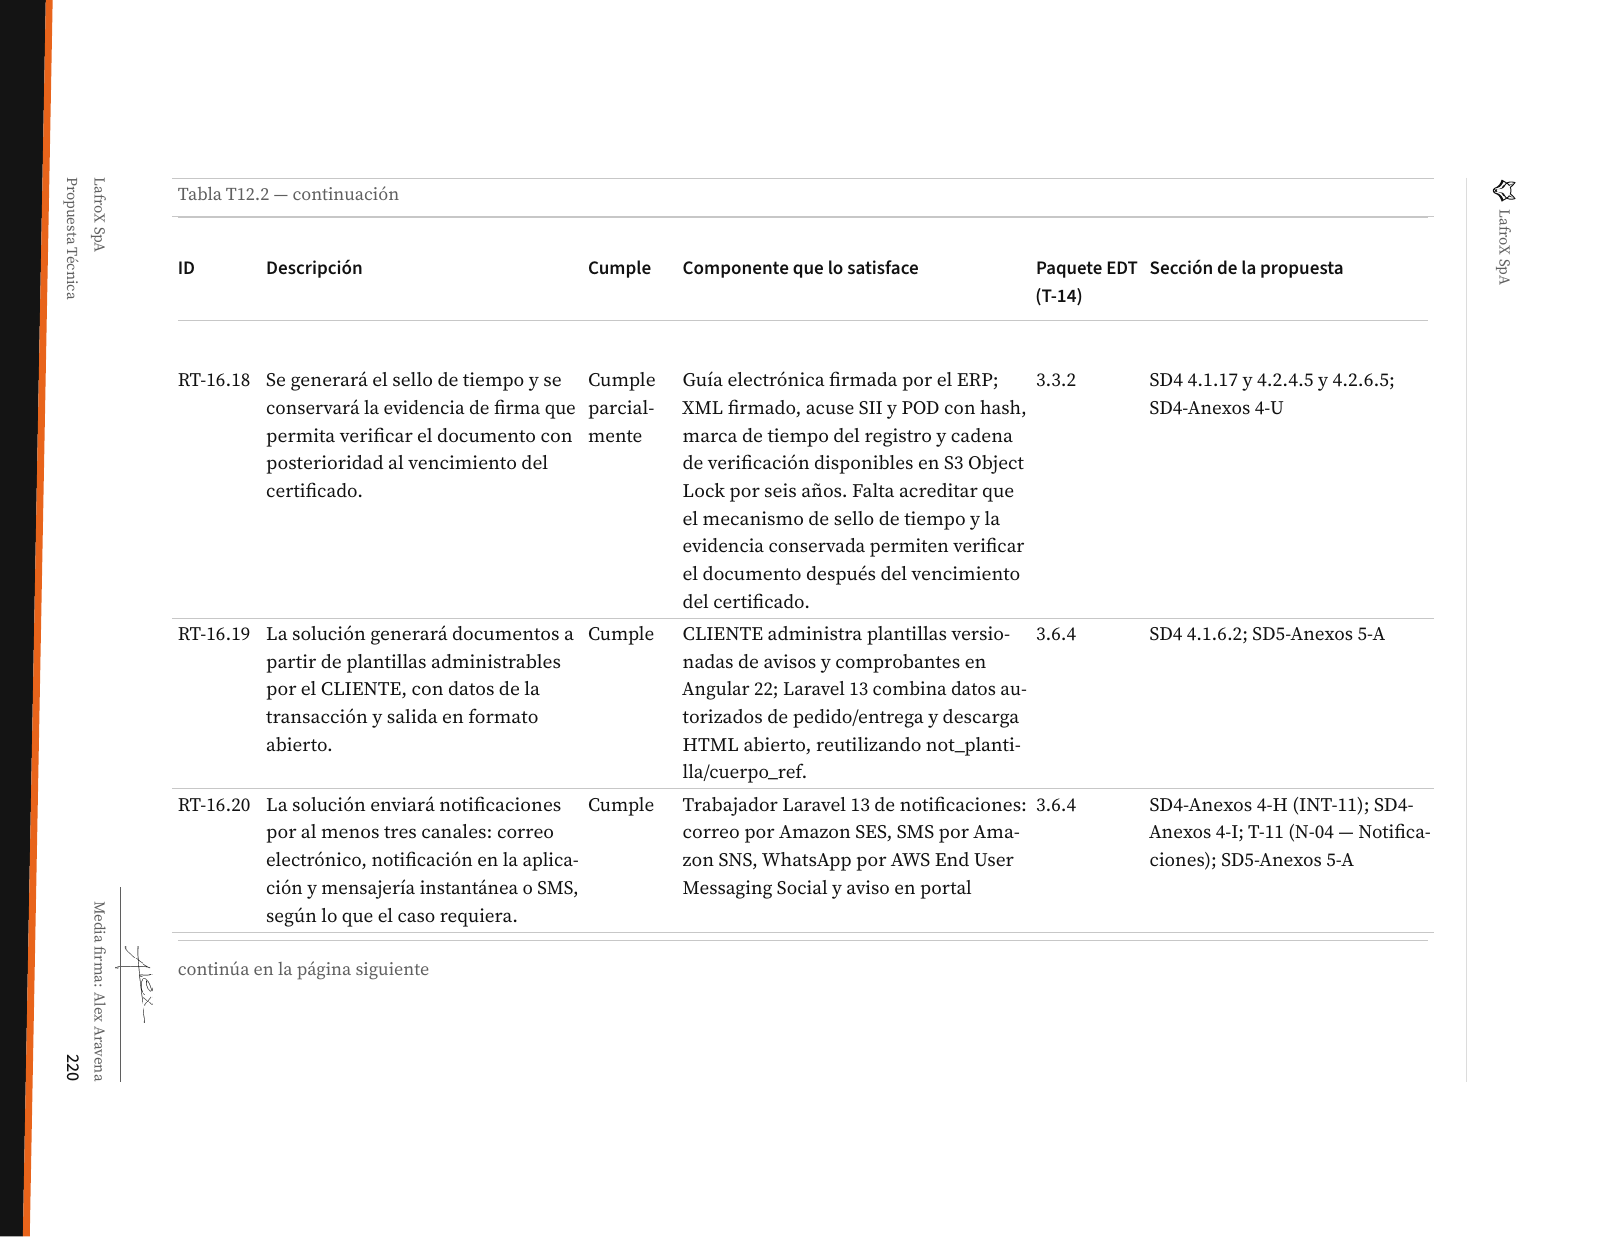 LafroX SpA
Propuesta Técnica
LafroX SpA
Tabla T12.2 — continuación
ID Descripción Cumple Componente que lo satisface Paquete EDT Sección de la propuesta
(T-14)
RT-16.18 Se generará el sello de tiempo y se Cumple Guía electrónica firmada por el ERP; 3.3.2 SD4 4.1.17 y 4.2.4.5 y 4.2.6.5;
conservará la evidencia de firma que parcial- XML firmado, acuse SII y POD con hash, SD4-Anexos 4-U
permita verificar el documento con mente marca de tiempo del registro y cadena
posterioridad al vencimiento del de verificación disponibles en S3 Object
certificado. Lock por seis años. Falta acreditar que
el mecanismo de sello de tiempo y la
evidencia conservada permiten verificar
el documento después del vencimiento
del certificado.
RT-16.19 La solución generará documentos a Cumple CLIENTE administra plantillas versio- 3.6.4 SD4 4.1.6.2; SD5-Anexos 5-A
partir de plantillas administrables nadas de avisos y comprobantes en
por el CLIENTE, con datos de la Angular 22; Laravel 13 combina datos au-
transacción y salida en formato torizados de pedido/entrega y descarga
abierto. HTML abierto, reutilizando not_planti-
lla/cuerpo_ref.
RT-16.20 La solución enviará notificaciones Cumple Trabajador Laravel 13 de notificaciones: 3.6.4 SD4-Anexos 4-H (INT-11); SD4-
por al menos tres canales: correo correo por Amazon SES, SMS por Ama- Anexos 4-I; T-11 (N-04 — Notifica-
electrónico, notificación en la aplica- zon SNS, WhatsApp por AWS End User ciones); SD5-Anexos 5-A
ción y mensajería instantánea o SMS, Messaging Social y aviso en portal
según lo que el caso requiera.
continúa en la página siguiente
Alex
Media firma: Alex Aravena
220